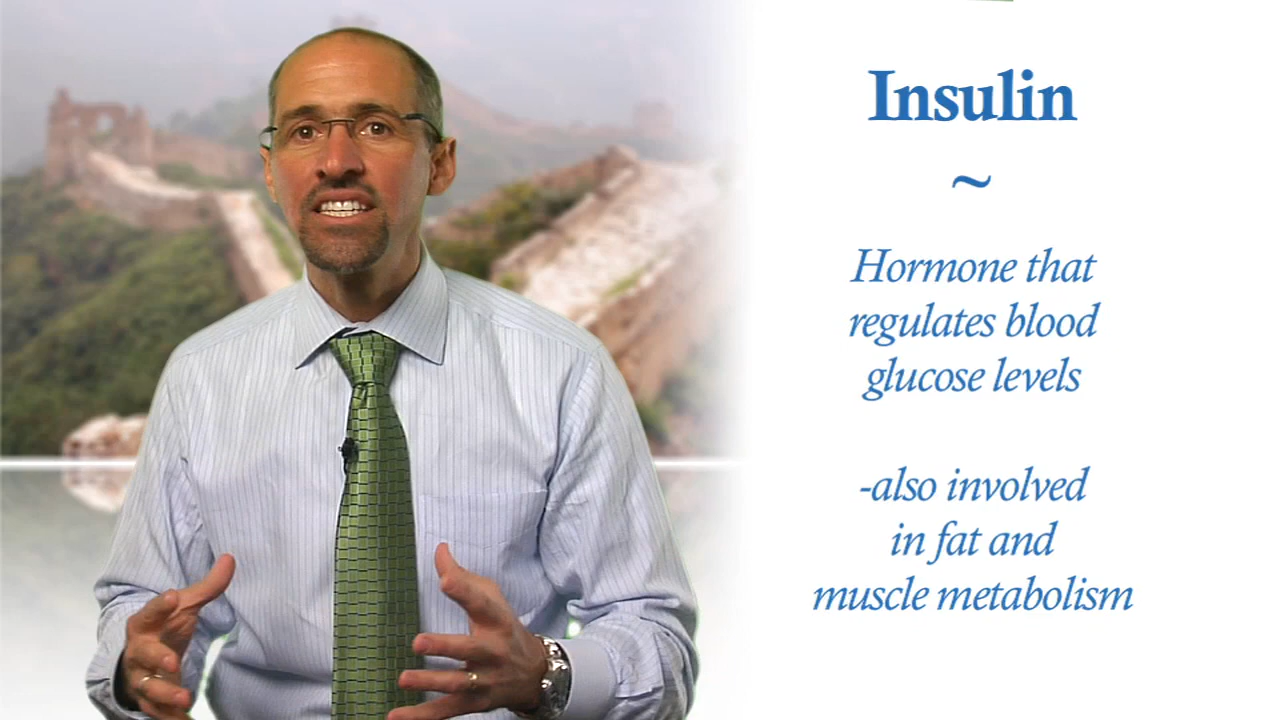 Insulin
~
Hormone that
regulates blood
glucose levels
-also involved
in fat and
muscle metabolism